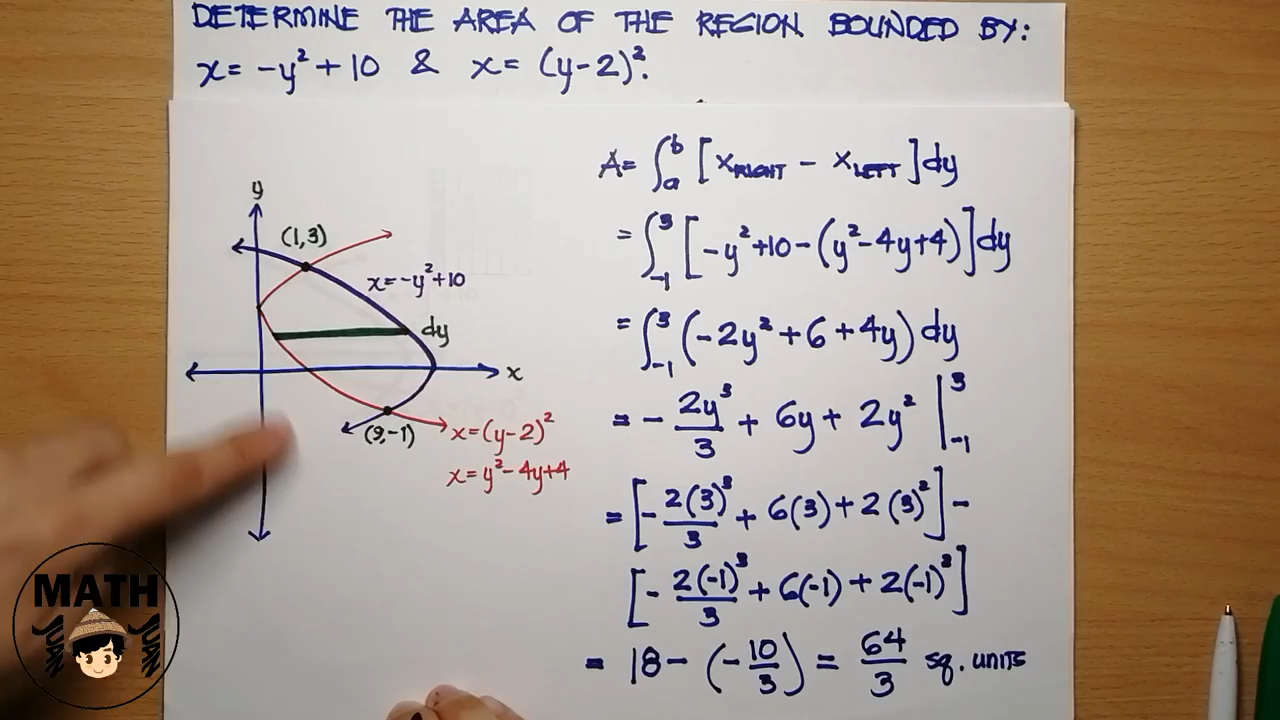 DETERMINE THE AREA OF THE REGION BOUNDED BY:
x = -y² + 10 & x = (y-2)².
y
(1,3)
x = -y² + 10
dy
x
(9,-1)
x = (y-2)²
x = y² - 4y + 4
A = ∫ₐᵇ [x_RIGHT - x_LEFT] dy
= ∫₋₁³ [-y² + 10 - (y² - 4y + 4)] dy
= ∫₋₁³ (-2y² + 6 + 4y) dy
= - 2y³/3 + 6y + 2y² |₋₁³
= [- 2(3)³/3 + 6(3) + 2(3)²] -
[- 2(-1)³/3 + 6(-1) + 2(-1)²]
= 18 - (-10/3) = 64/3 sq. units
MATH
JUAN JUAN